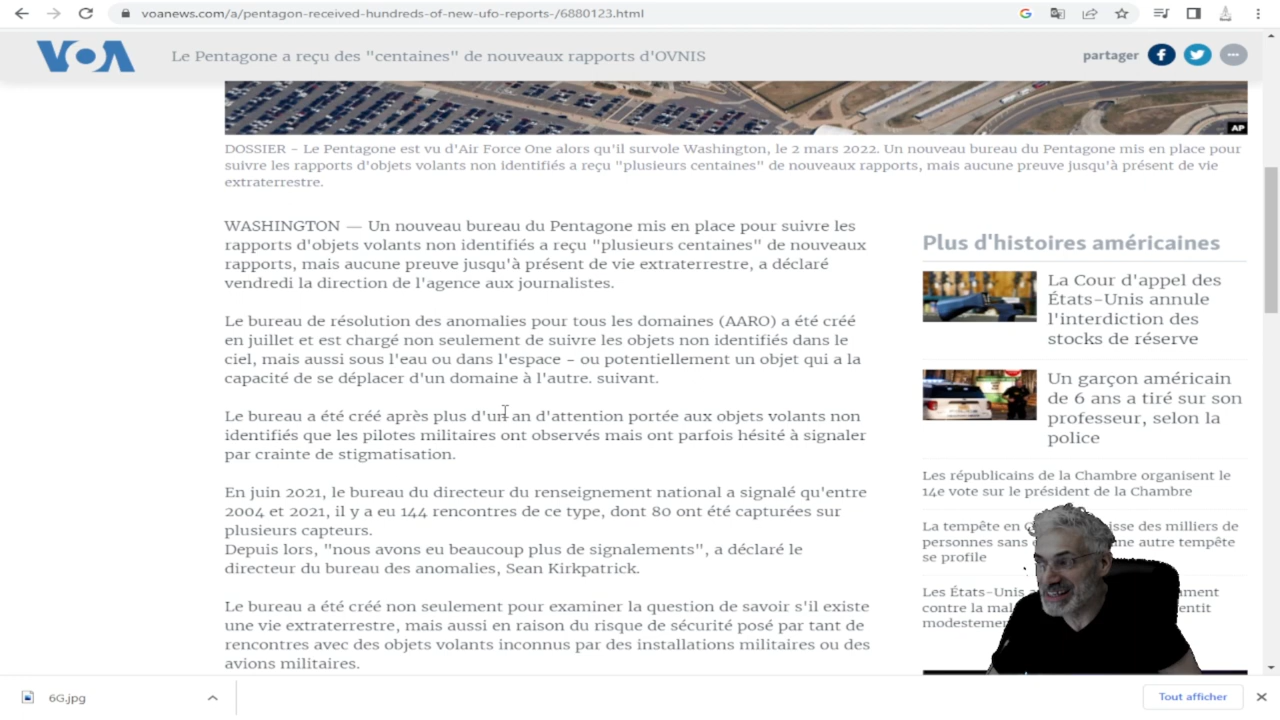 voanews.com/a/pentagon-received-hundreds-of-new-ufo-reports-/6880123.html
VOA
Le Pentagone a reçu des "centaines" de nouveaux rapports d'OVNIS
partager
AP
DOSSIER - Le Pentagone est vu d'Air Force One alors qu'il survole Washington, le 2 mars 2022. Un nouveau bureau du Pentagone mis en place pour
suivre les rapports d'objets volants non identifiés a reçu "plusieurs centaines" de nouveaux rapports, mais aucune preuve jusqu'à présent de vie
extraterrestre.
WASHINGTON — Un nouveau bureau du Pentagone mis en place pour suivre les
rapports d'objets volants non identifiés a reçu "plusieurs centaines" de nouveaux
rapports, mais aucune preuve jusqu'à présent de vie extraterrestre, a déclaré
vendredi la direction de l'agence aux journalistes.
Le bureau de résolution des anomalies pour tous les domaines (AARO) a été créé
en juillet et est chargé non seulement de suivre les objets non identifiés dans le
ciel, mais aussi sous l'eau ou dans l'espace - ou potentiellement un objet qui a la
capacité de se déplacer d'un domaine à l'autre. suivant.
Le bureau a été créé après plus d'un an d'attention portée aux objets volants non
identifiés que les pilotes militaires ont observés mais ont parfois hésité à signaler
par crainte de stigmatisation.
En juin 2021, le bureau du directeur du renseignement national a signalé qu'entre
2004 et 2021, il y a eu 144 rencontres de ce type, dont 80 ont été capturées sur
plusieurs capteurs.
Depuis lors, "nous avons eu beaucoup plus de signalements", a déclaré le
directeur du bureau des anomalies, Sean Kirkpatrick.
Le bureau a été créé non seulement pour examiner la question de savoir s'il existe
une vie extraterrestre, mais aussi en raison du risque de sécurité posé par tant de
rencontres avec des objets volants inconnus par des installations militaires ou des
avions militaires.
Plus d'histoires américaines
La Cour d'appel des
États-Unis annule
l'interdiction des
stocks de réserve
Un garçon américain
de 6 ans a tiré sur son
professeur, selon la
police
Les républicains de la Chambre organisent le
14e vote sur le président de la Chambre
La tempête en isse des milliers de
personnes sans une autre tempête
se profile
Les États-Unis
contre la
modestement
6G.jpg
Tout afficher